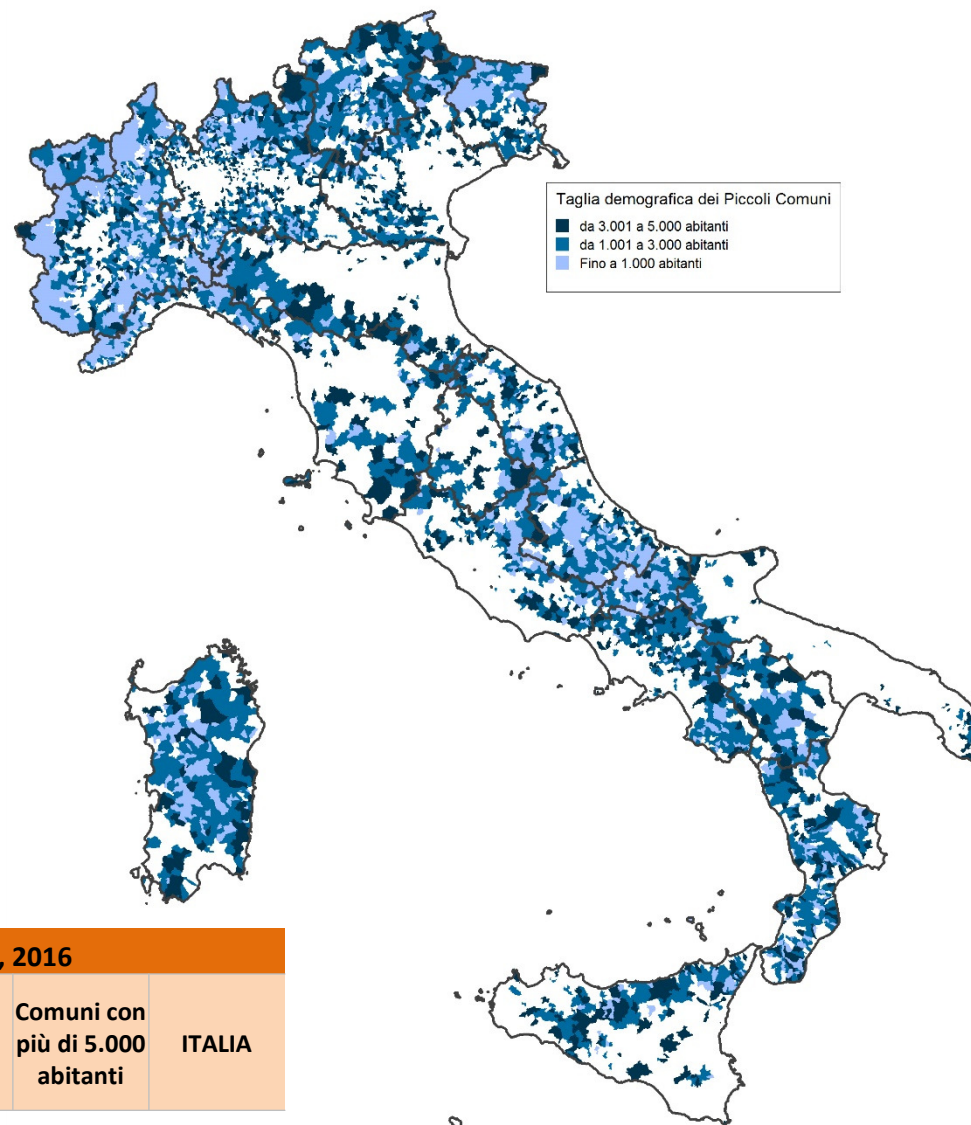 Taglia demografica dei Piccoli Comuni
da 3.001 a 5.000 abitanti
da 1.001 a 3.000 abitanti
Fino a 1.000 abitanti
, 2016
Comuni con
più di 5.000
abitanti
ITALIA